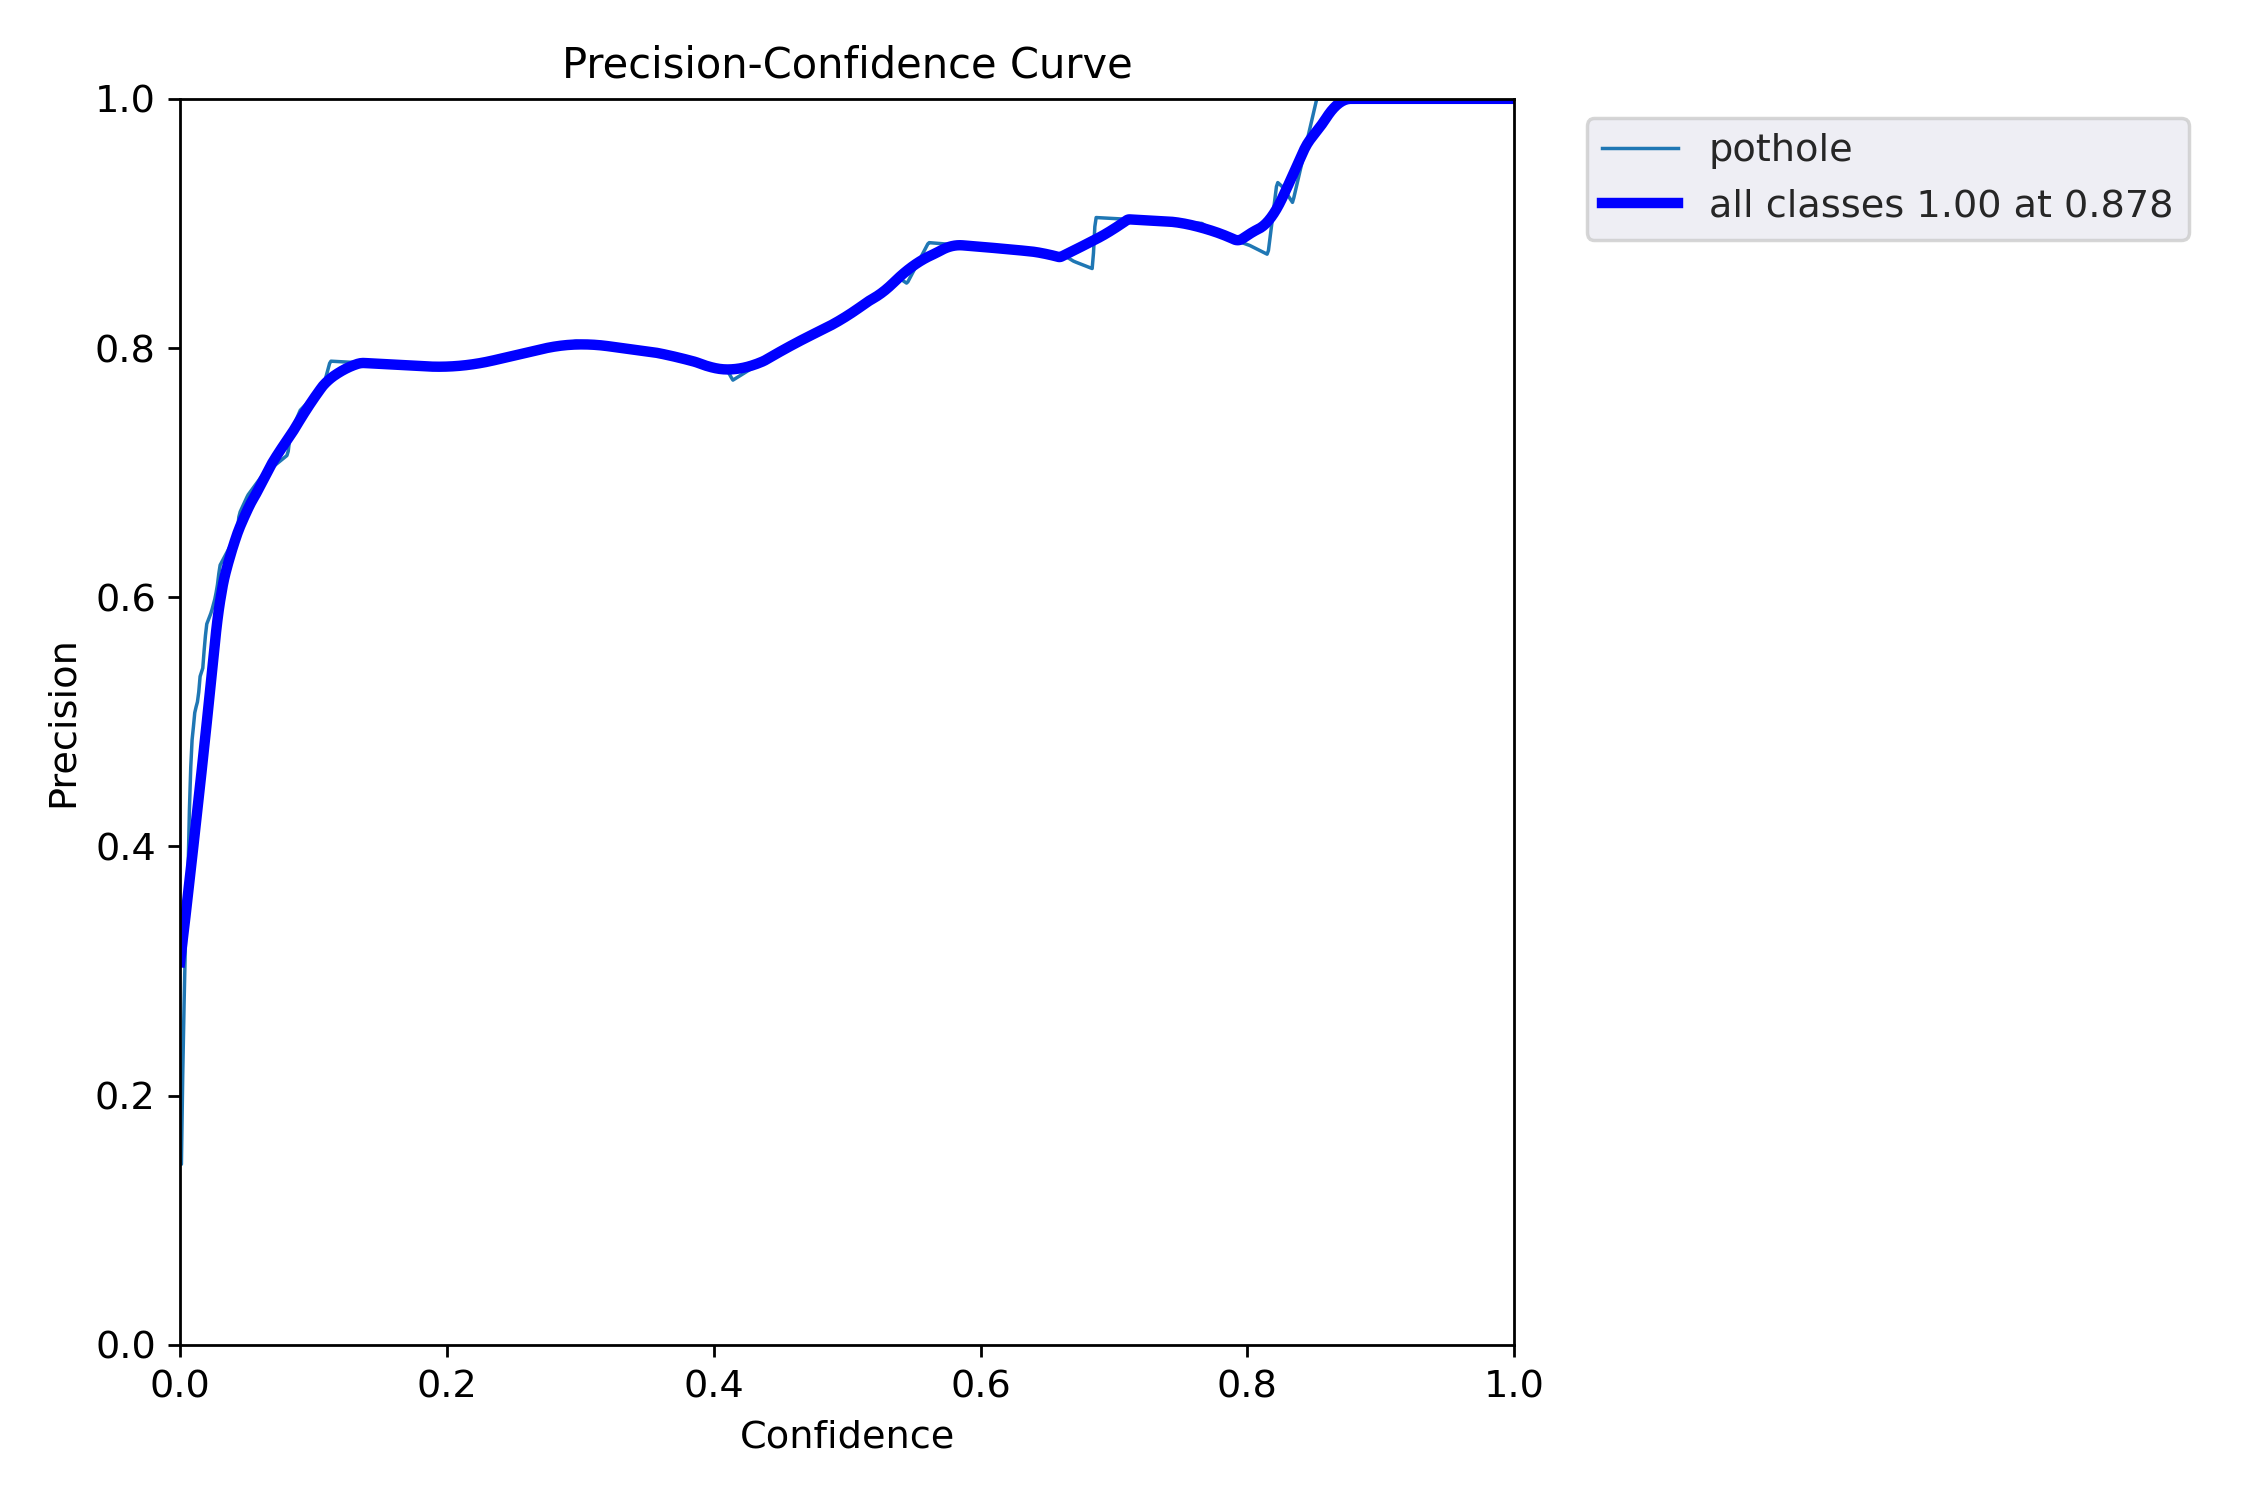 Precision-Confidence Curve
pothole
all classes 1.00 at 0.878
1.0
0.8
0.6
0.4
0.2
0.0
Precision
0.0 0.2 0.4 0.6 0.8 1.0
Confidence